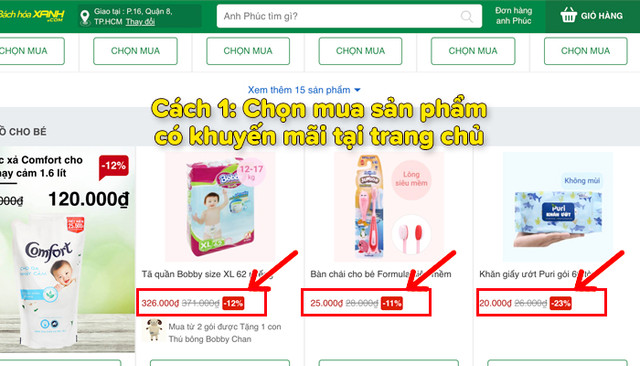 Bách hóa XANH
.COM
Giao tại : P.16, Quận 8,
TP.HCM Thay đổi
Anh Phúc tìm gì?
Đơn hàng
anh Phúc
GIỎ HÀNG
CHỌN MUA
CHỌN MUA
CHỌN MUA
CHỌN MUA
CHỌN MUA
CHỌN MUA
Xem thêm 15 sản phẩm
Cách 1: Chọn mua sản phẩm
có khuyến mãi tại trang chủ
CHO BÉ
xả Comfort cho
cảm 1.6 lít
-12%
120.000₫
Comfort
12-17
kg
Bobby
XL
62
Tã quần Bobby size XL 62
326.000₫ 371.000₫ -12%
Mua từ 2 gói được Tặng 1 con
Thú bông Bobby Chan
Lông
siêu mềm
Bàn chải cho bé Formula mềm
25.000₫ 28.000₫ -11%
Không mùi
Puri
KHĂN ƯỚT
Khăn giấy ướt Puri gói
20.000₫ 26.000₫ -23%